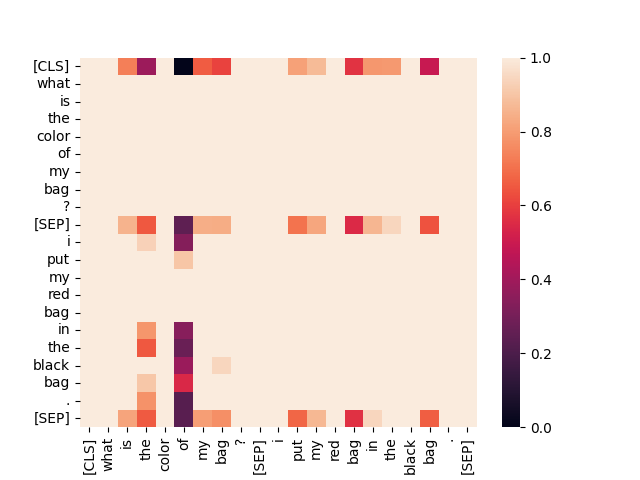 [CLS]
what
is
the
color
of
my
bag
?
[SEP]
i
put
my
red
bag
in
the
black
bag
.
[SEP]
1.0
0.8
0.6
0.4
0.2
0.0
[CLS] what is the color of my bag ? [SEP] i put my red bag in the black bag . [SEP]